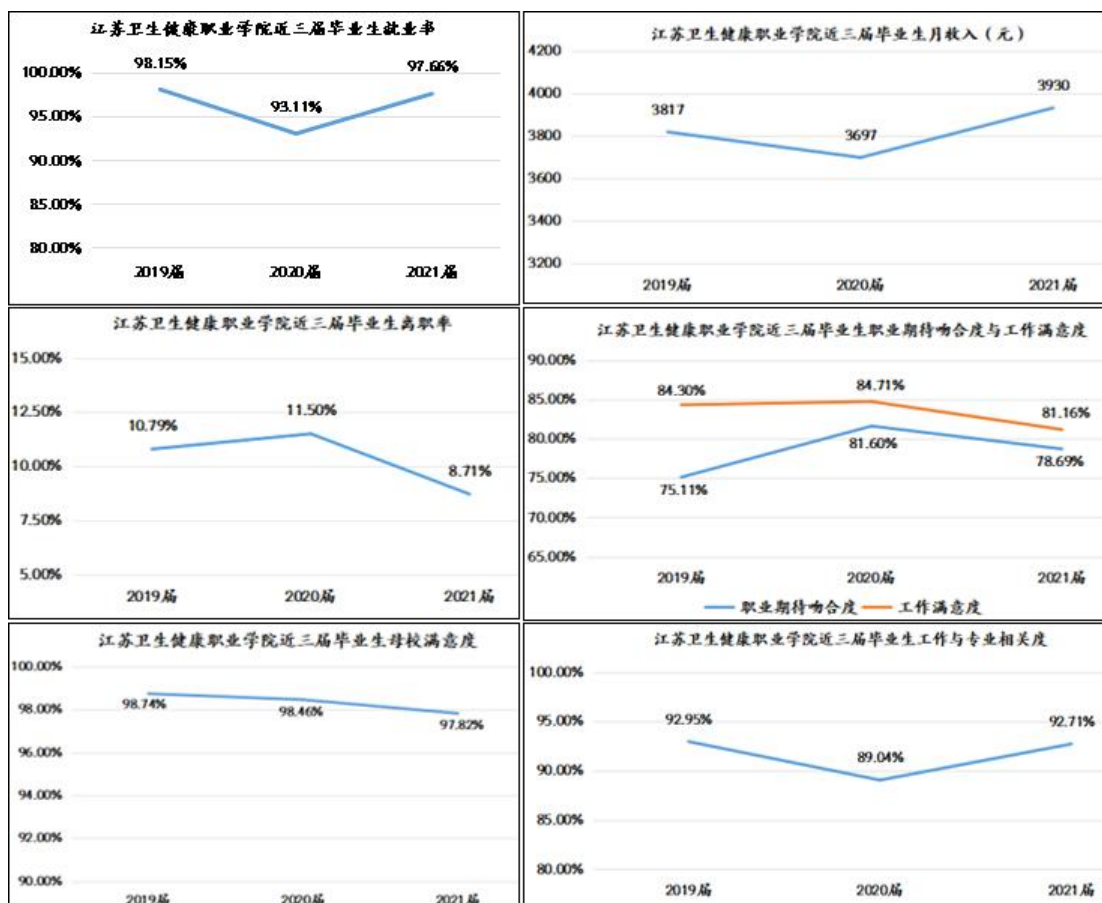 江苏卫生健康职业学院近三届毕业生就业率
100.00%
95.00%
90.00%
85.00%
80.00%
98.15%
93.11%
97.66%
2019届
2020届
2021届
江苏卫生健康职业学院近三届毕业生月收入（元）
4200
4000
3800
3600
3400
3200
3817
3697
3930
2019届
2020届
2021届
江苏卫生健康职业学院近三届毕业生离职率
15.00%
12.50%
10.00%
7.50%
5.00%
10.79%
11.50%
8.71%
2019届
2020届
2021届
江苏卫生健康职业学院近三届毕业生职业期待吻合度与工作满意度
90.00%
85.00%
80.00%
75.00%
70.00%
65.00%
84.30%
84.71%
81.16%
75.11%
81.60%
78.69%
2019届
2020届
2021届
职业期待吻合度
工作满意度
江苏卫生健康职业学院近三届毕业生母校满意度
100.00%
98.00%
96.00%
94.00%
92.00%
90.00%
98.74%
98.46%
97.82%
2019届
2020届
2021届
江苏卫生健康职业学院近三届毕业生工作与专业相关度
100.00%
95.00%
90.00%
85.00%
80.00%
92.95%
89.04%
92.71%
2019届
2020届
2021届